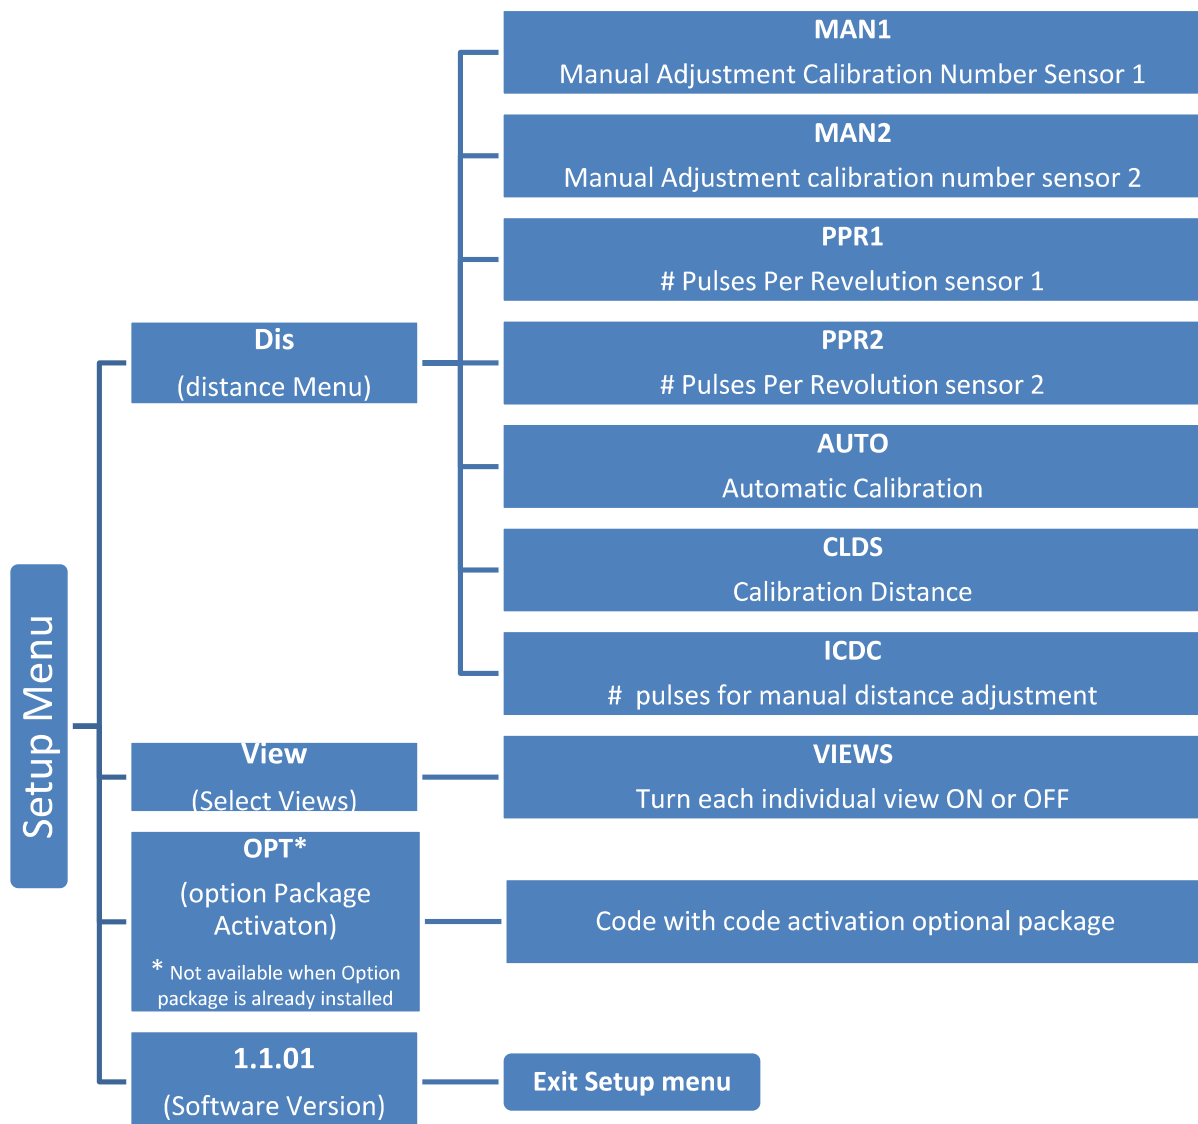 Setup Menu
Dis
(distance Menu)
MAN1
Manual Adjustment Calibration Number Sensor 1
MAN2
Manual Adjustment calibration number sensor 2
PPR1
# Pulses Per Revelution sensor 1
PPR2
# Pulses Per Revolution sensor 2
AUTO
Automatic Calibration
CLDS
Calibration Distance
ICDC
#  pulses for manual distance adjustment
View
(Select Views)
VIEWS
Turn each individual view ON or OFF
OPT*
(option Package
Activaton)
* Not available when Option
package is already installed
Code with code activation optional package
1.1.01
(Software Version)
Exit Setup menu